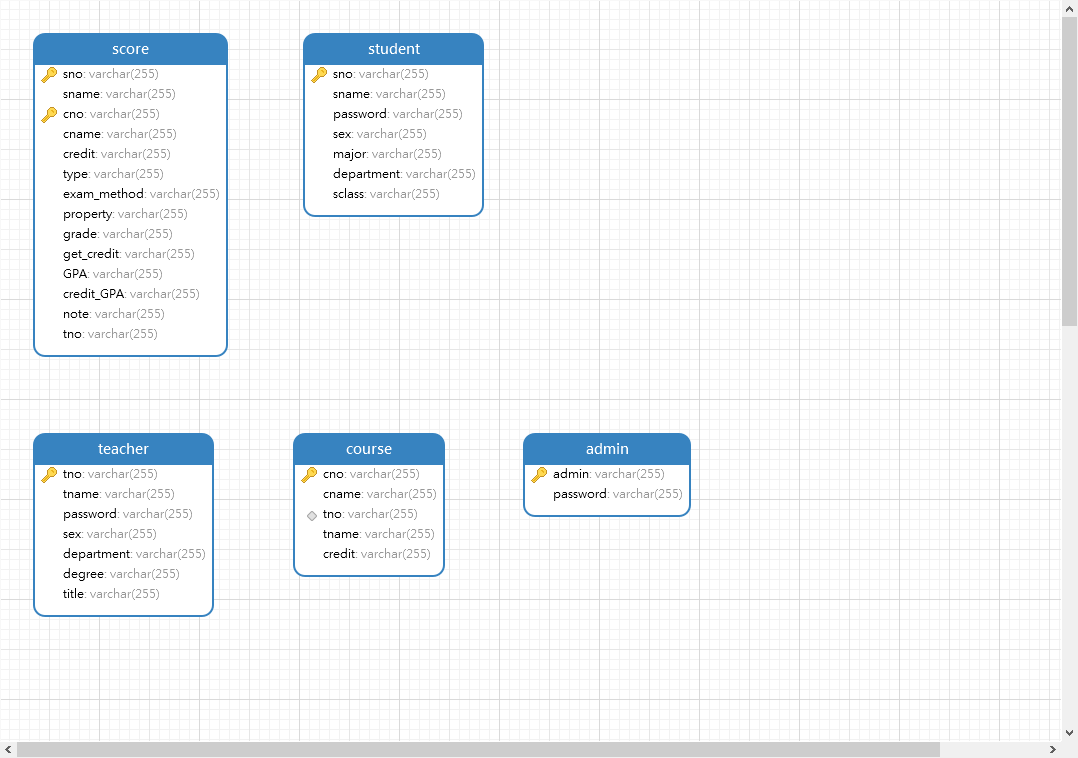 score
sno: varchar(255)
sname: varchar(255)
cno: varchar(255)
cname: varchar(255)
credit: varchar(255)
type: varchar(255)
exam_method: varchar(255)
property: varchar(255)
grade: varchar(255)
get_credit: varchar(255)
GPA: varchar(255)
credit_GPA: varchar(255)
note: varchar(255)
tno: varchar(255)
student
sno: varchar(255)
sname: varchar(255)
password: varchar(255)
sex: varchar(255)
major: varchar(255)
department: varchar(255)
sclass: varchar(255)
teacher
tno: varchar(255)
tname: varchar(255)
password: varchar(255)
sex: varchar(255)
department: varchar(255)
degree: varchar(255)
title: varchar(255)
course
cno: varchar(255)
cname: varchar(255)
tno: varchar(255)
tname: varchar(255)
credit: varchar(255)
admin
admin: varchar(255)
password: varchar(255)